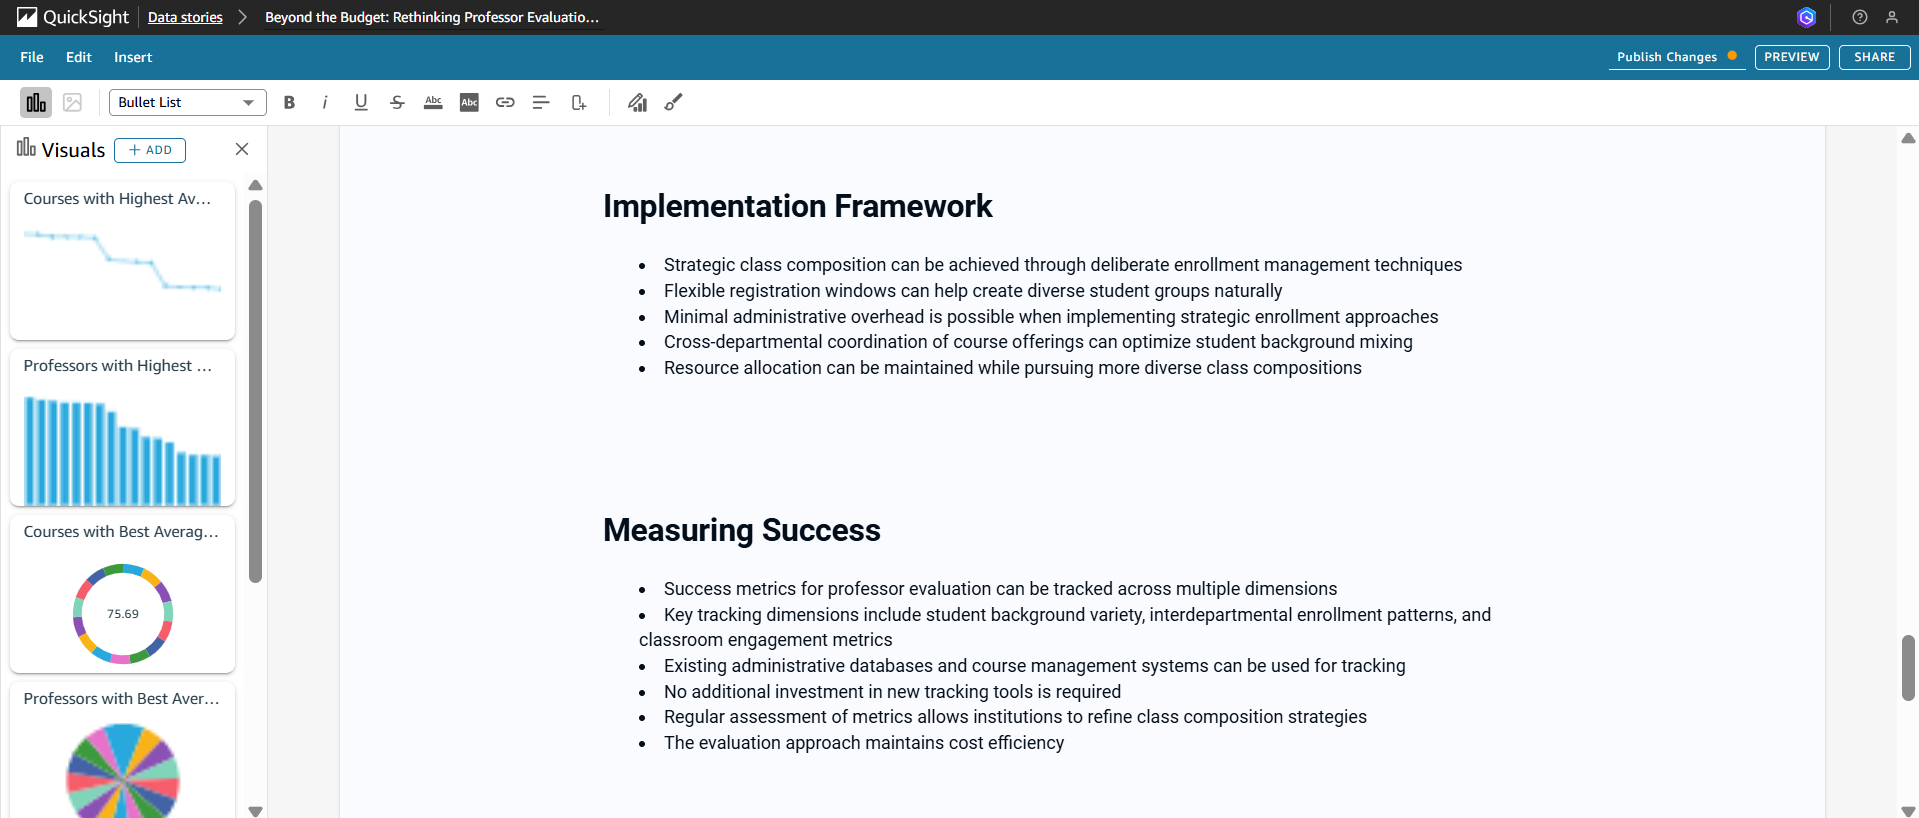 QuickSight
Data stories
Beyond the Budget: Rethinking Professor Evaluatio...
File
Edit
Insert
Publish Changes
PREVIEW
SHARE
Bullet List
B
i
U
S
Abc
Abc
Visuals
+ ADD
Courses with Highest Av...
Professors with Highest ...
Courses with Best Averag...
75.69
Professors with Best Aver...
Implementation Framework
• Strategic class composition can be achieved through deliberate enrollment management techniques
• Flexible registration windows can help create diverse student groups naturally
• Minimal administrative overhead is possible when implementing strategic enrollment approaches
• Cross-departmental coordination of course offerings can optimize student background mixing
• Resource allocation can be maintained while pursuing more diverse class compositions
Measuring Success
• Success metrics for professor evaluation can be tracked across multiple dimensions
• Key tracking dimensions include student background variety, interdepartmental enrollment patterns, and
classroom engagement metrics
• Existing administrative databases and course management systems can be used for tracking
• No additional investment in new tracking tools is required
• Regular assessment of metrics allows institutions to refine class composition strategies
• The evaluation approach maintains cost efficiency